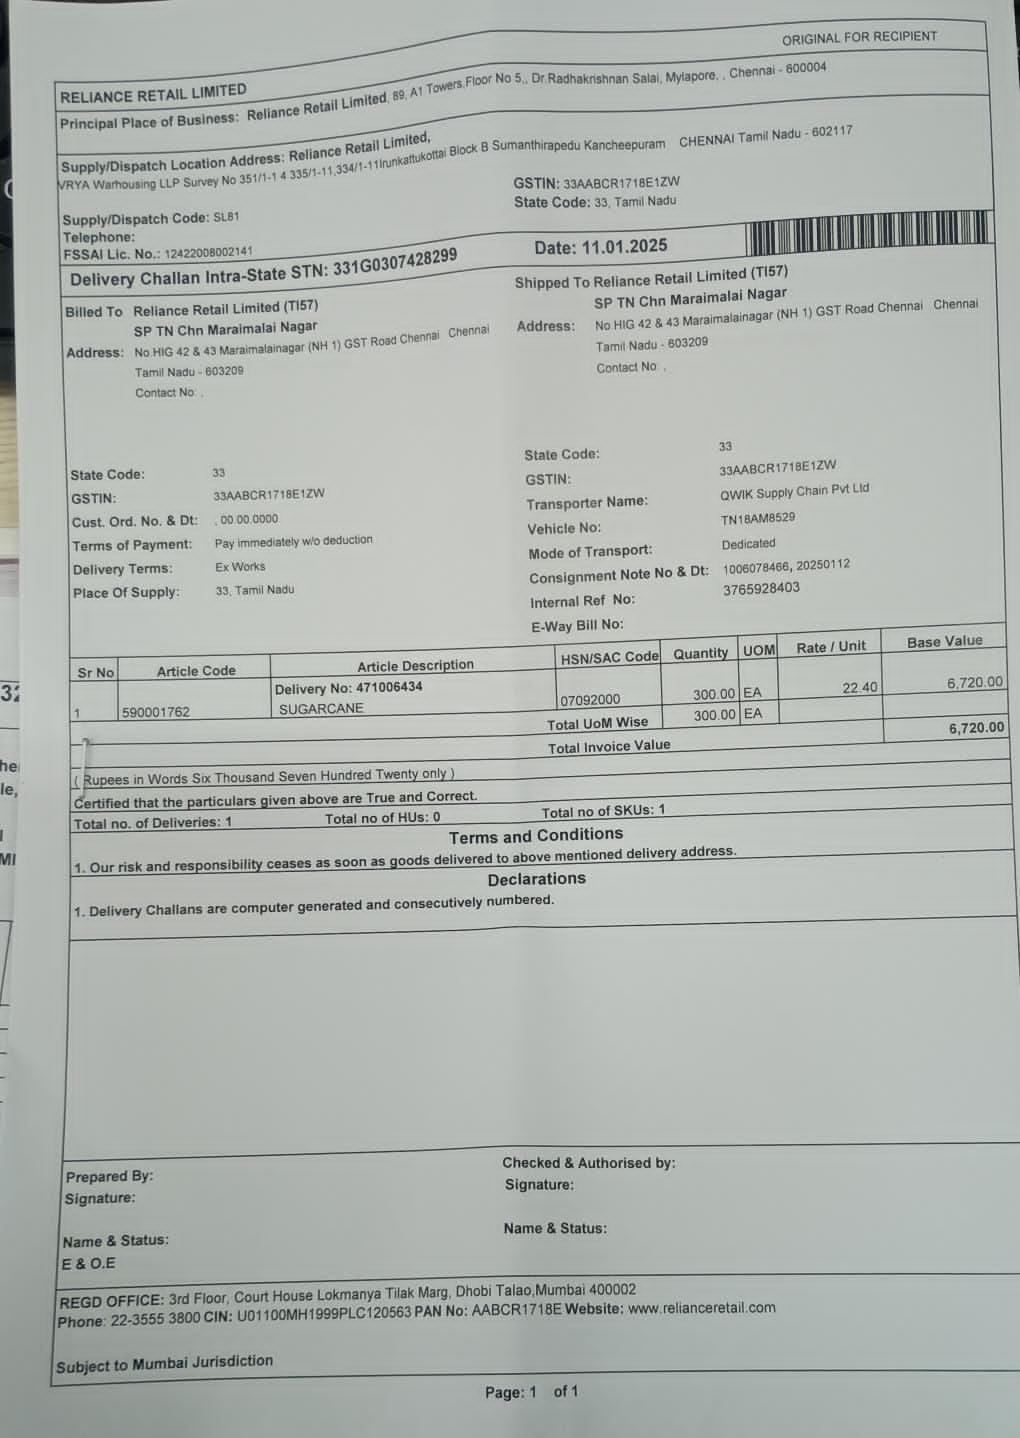 ORIGINAL FOR RECIPIENT
RELIANCE RETAIL LIMITED
Principal Place of Business: Reliance Retail Limited, 89, A1 Towers,Floor No 5,, Dr.Radhakrishnan Salai, Mylapore, , Chennai - 600004
Supply/Dispatch Location Address: Reliance Retail Limited,
VRYA Warhousing LLP Survey No 351/1-1 4 335/1-11,334/1-11Irunkattukottai Block B Sumanthirapedu Kancheepuram CHENNAI Tamil Nadu - 602117
GSTIN: 33AABCR1718E1ZW
State Code: 33, Tamil Nadu
Supply/Dispatch Code: SL81
Telephone:
FSSAI Lic. No.: 12422008002141
Delivery Challan Intra-State STN: 331G0307428299 Date: 11.01.2025
Billed To Reliance Retail Limited (TI57)
SP TN Chn Maraimalai Nagar
Address: No.HIG 42 & 43 Maraimalainagar (NH 1) GST Road Chennai Chennai
Tamil Nadu - 603209
Contact No: .
Shipped To Reliance Retail Limited (TI57)
SP TN Chn Maraimalai Nagar
Address: No.HIG 42 & 43 Maraimalainagar (NH 1) GST Road Chennai Chennai
Tamil Nadu - 603209
Contact No: .
State Code: 33
GSTIN: 33AABCR1718E1ZW
Cust. Ord. No. & Dt: , 00.00.0000
Terms of Payment: Pay immediately w/o deduction
Delivery Terms: Ex Works
Place Of Supply: 33, Tamil Nadu
State Code: 33
GSTIN: 33AABCR1718E1ZW
Transporter Name: QWIK Supply Chain Pvt Ltd
Vehicle No: TN18AM8529
Mode of Transport: Dedicated
Consignment Note No & Dt: 1006078466, 20250112
Internal Ref No: 3765928403
E-Way Bill No:
Sr No Article Code Article Description HSN/SAC Code Quantity UOM Rate / Unit Base Value
Delivery No: 471006434
1 590001762 SUGARCANE 07092000 300.00 EA 22.40 6,720.00
Total UoM Wise 300.00 EA
Total Invoice Value 6,720.00
( Rupees in Words Six Thousand Seven Hundred Twenty only )
Certified that the particulars given above are True and Correct.
Total no. of Deliveries: 1 Total no of HUs: 0 Total no of SKUs: 1
Terms and Conditions
1. Our risk and responsibility ceases as soon as goods delivered to above mentioned delivery address.
Declarations
1. Delivery Challans are computer generated and consecutively numbered.
Prepared By:
Signature:
Name & Status:
E & O.E
Checked & Authorised by:
Signature:
Name & Status:
REGD OFFICE: 3rd Floor, Court House Lokmanya Tilak Marg, Dhobi Talao,Mumbai 400002
Phone: 22-3555 3800 CIN: U01100MH1999PLC120563 PAN No: AABCR1718E Website: www.relianceretail.com
Subject to Mumbai Jurisdiction
Page: 1 of 1